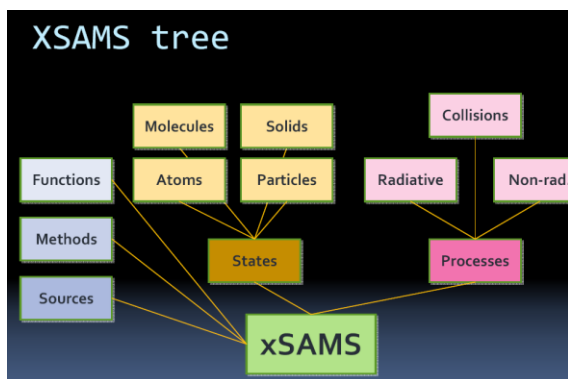 XSAMS tree
Collisions
Molecules
Solids
Functions
Atoms
Particles
Radiative
Non-rad.
Methods
States
Processes
Sources
xSAMS